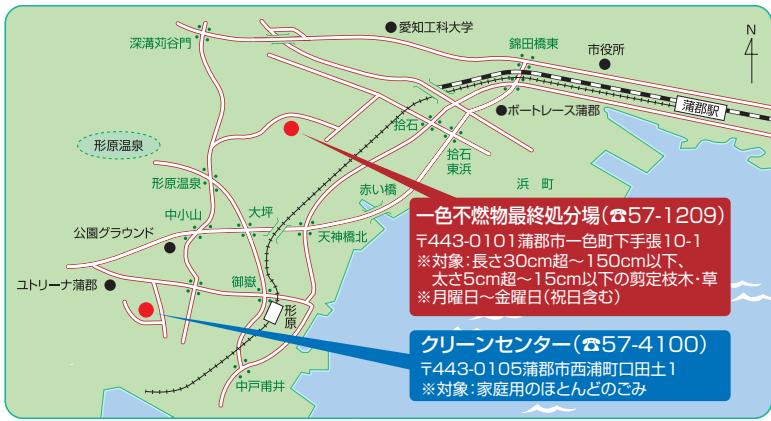 愛知工科大学
深溝苅谷門
錦田橋東
市役所
N
蒲郡駅
ボートレース蒲郡
拾石
形原温泉
拾石
東浜
形原温泉
赤い橋
浜町
中小山
大坪
公園グラウンド
天神橋北
ユトリーナ蒲郡
御嶽
形原
中戸甫井
一色不燃物最終処分場(☎57-1209)
〒443-0101蒲郡市一色町下手張10-1
※対象:長さ30cm超~150cm以下、
太さ5cm超~15cm以下の剪定枝木・草
※月曜日~金曜日(祝日含む)
クリーンセンター(☎57-4100)
〒443-0105蒲郡市西浦町口田土1
※対象:家庭用のほとんどのごみ